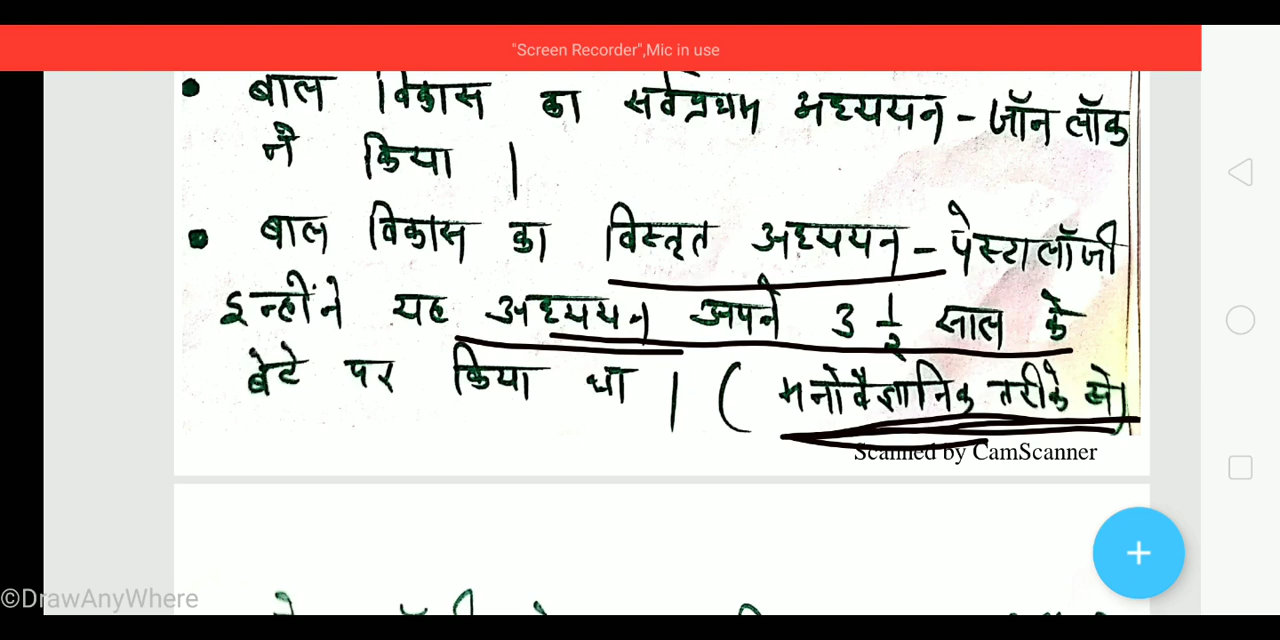 "Screen Recorder",Mic in use
• बाल विकास का सर्वप्रथम अध्ययन - जॉन लॉक
ने किया |
• बाल विकास का विस्तृत अध्ययन - पेस्टालॉजी
इन्होंने यह अध्ययन अपने 3 1/2 साल के
बेटे पर किया था | ( मनोवैज्ञानिक तरीके से)
Scanned by CamScanner
+
©DrawAnyWhere